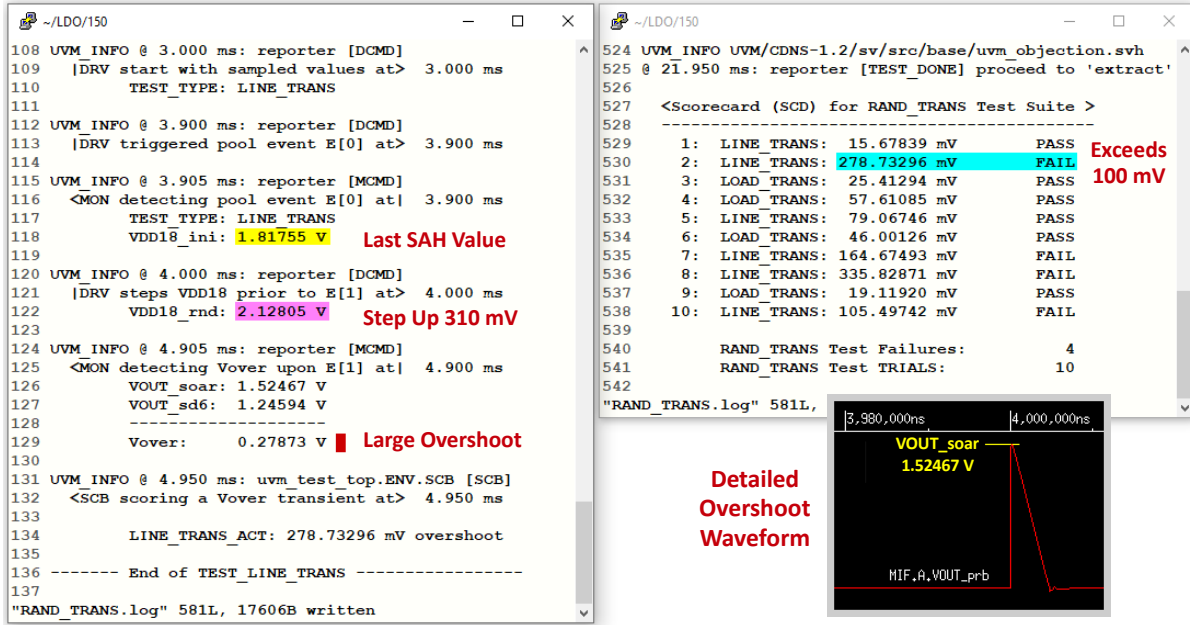 ~/LDO/150
108 UVM_INFO @ 3.000 ms: reporter [DCMD]
109 |DRV start with sampled values at> 3.000 ms
110 TEST_TYPE: LINE_TRANS
111
112 UVM_INFO @ 3.900 ms: reporter [DCMD]
113 |DRV triggered pool event E[0] at> 3.900 ms
114
115 UVM_INFO @ 3.905 ms: reporter [MCMD]
116 <MON detecting pool event E[0] at| 3.900 ms
117 TEST_TYPE: LINE_TRANS
118 VDD18_ini: 1.81755 V Last SAH Value
119
120 UVM_INFO @ 4.000 ms: reporter [DCMD]
121 |DRV steps VDD18 prior to E[1] at> 4.000 ms
122 VDD18_rnd: 2.12805 V Step Up 310 mV
123
124 UVM_INFO @ 4.905 ms: reporter [MCMD]
125 <MON detecting Vover upon E[1] at| 4.900 ms
126 VOUT_soar: 1.52467 V
127 VOUT_sd6: 1.24594 V
128 --------------------
129 Vover: 0.27873 V Large Overshoot
130
131 UVM_INFO @ 4.950 ms: uvm_test_top.ENV.SCB [SCB]
132 <SCB scoring a Vover transient at> 4.950 ms
133
134 LINE_TRANS_ACT: 278.73296 mV overshoot
135
136 ------- End of TEST_LINE_TRANS -----------------
137
"RAND_TRANS.log" 581L, 17606B written
~/LDO/150
524 UVM_INFO UVM/CDNS-1.2/sv/src/base/uvm_objection.svh
525 @ 21.950 ms: reporter [TEST_DONE] proceed to 'extract'
526
527 <Scorecard (SCD) for RAND_TRANS Test Suite >
528 --------------------------------------------
529 1: LINE_TRANS: 15.67839 mV PASS
530 2: LINE_TRANS: 278.73296 mV FAIL
Exceeds
100 mV
531 3: LOAD_TRANS: 25.41294 mV PASS
532 4: LOAD_TRANS: 57.61085 mV PASS
533 5: LINE_TRANS: 79.06746 mV PASS
534 6: LOAD_TRANS: 46.00126 mV PASS
535 7: LINE_TRANS: 164.67493 mV FAIL
536 8: LINE_TRANS: 335.82871 mV FAIL
537 9: LOAD_TRANS: 19.11920 mV PASS
538 10: LINE_TRANS: 105.49742 mV FAIL
539
540 RAND_TRANS Test Failures: 4
541 RAND_TRANS Test TRIALS: 10
542
"RAND_TRANS.log" 581L,
Detailed
Overshoot
Waveform
3,980,000ns 4,000,000ns
VOUT_soar
1.52467 V
MIF.A.VOUT_prb